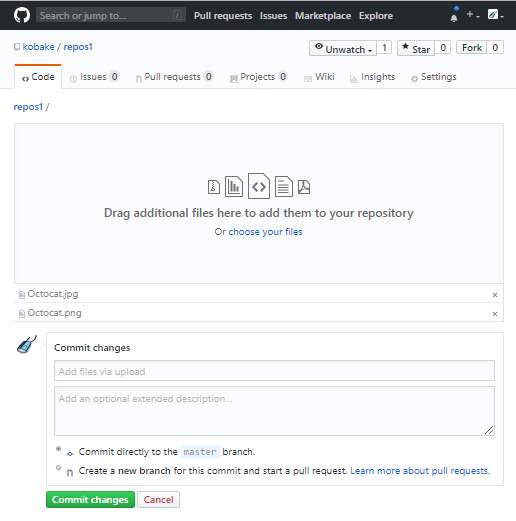 Search or jump to... / Pull requests Issues Marketplace Explore
kobake / repos1 Unwatch 1 Star 0 Fork 0
Code Issues 0 Pull requests 0 Projects 0 Wiki Insights Settings
repos1 /
Drag additional files here to add them to your repository
Or choose your files
Octocat.jpg ×
Octocat.png ×
Commit changes
Add files via upload
Add an optional extended description...
Commit directly to the master branch.
Create a new branch for this commit and start a pull request. Learn more about pull requests.
Commit changes Cancel